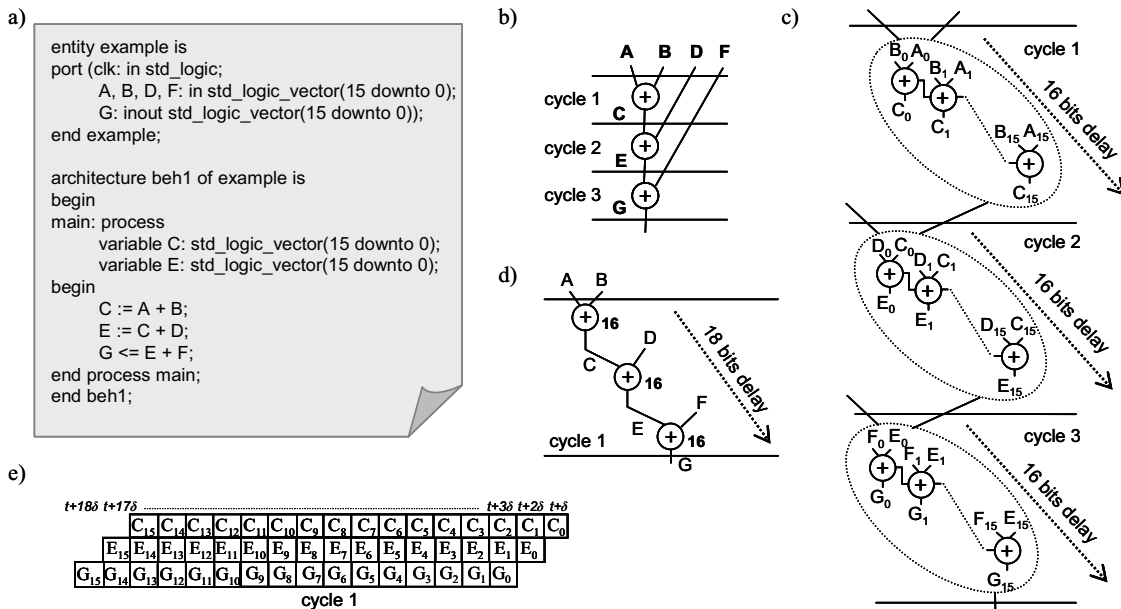 a)
entity example is
port (clk: in std_logic;
A, B, D, F: in std_logic_vector(15 downto 0);
G: inout std_logic_vector(15 downto 0));
end example;
architecture beh1 of example is
begin
main: process
variable C: std_logic_vector(15 downto 0);
variable E: std_logic_vector(15 downto 0);
begin
C := A + B;
E := C + D;
G <= E + F;
end process main;
end beh1;
b)
A B D F
cycle 1
+
C
cycle 2
+
E
cycle 3
+
G
c)
cycle 1
B0 A0
B1 A1
+ +
C0
C1
B15 A15
+
C15
16 bits delay
cycle 2
D0 C0
D1 C1
+ +
E0
E1
D15 C15
+
E15
16 bits delay
cycle 3
F0 E0
F1 E1
+ +
G0
G1
F15 E15
+
G15
16 bits delay
d)
A B
+ 16
D
C
+ 16
F
E
+ 16
cycle 1
G
18 bits delay
e)
t+18δ t+17δ t+3δ t+2δ t+δ
C15 C14 C13 C12 C11 C10 C9 C8 C7 C6 C5 C4 C3 C2 C1 C0
E15 E14 E13 E12 E11 E10 E9 E8 E7 E6 E5 E4 E3 E2 E1 E0
G15 G14 G13 G12 G11 G10 G9 G8 G7 G6 G5 G4 G3 G2 G1 G0
cycle 1